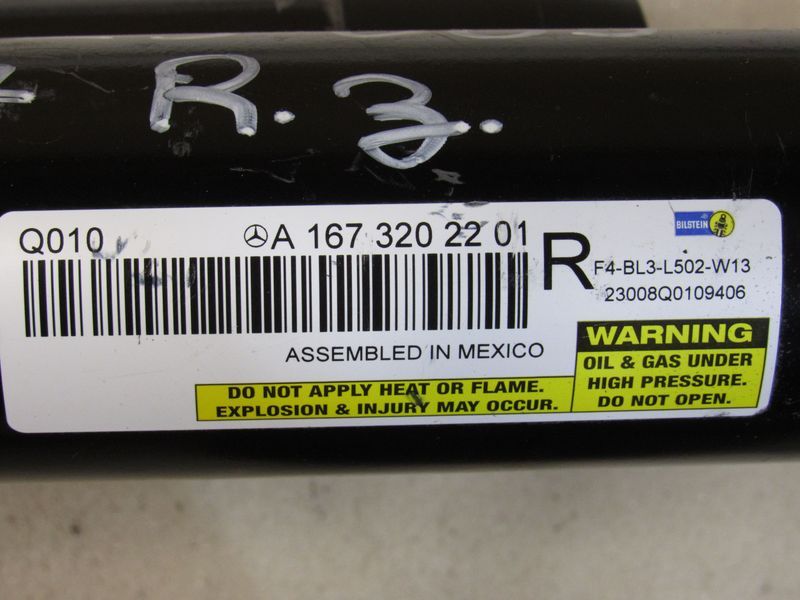 R. 3.
Q010
A 167 320 22 01
R
BILSTEIN
F4-BL3-L502-W13
23008Q0109406
ASSEMBLED IN MEXICO
WARNING
OIL & GAS UNDER
HIGH PRESSURE.
DO NOT OPEN.
DO NOT APPLY HEAT OR FLAME.
EXPLOSION & INJURY MAY OCCUR.